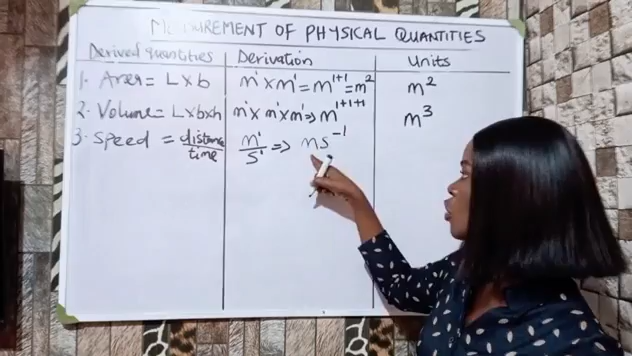 MEASUREMENT OF PHYSICAL QUANTITIES
Derived quantities Derivation Units
1. Area = L x b m¹ x m¹ = m¹⁺¹ = m² m²
2. Volume = L x b x h m¹ x m¹ x m¹ => m¹⁺¹⁺¹ m³
3. Speed = distance/time m¹/s¹ => ms⁻¹